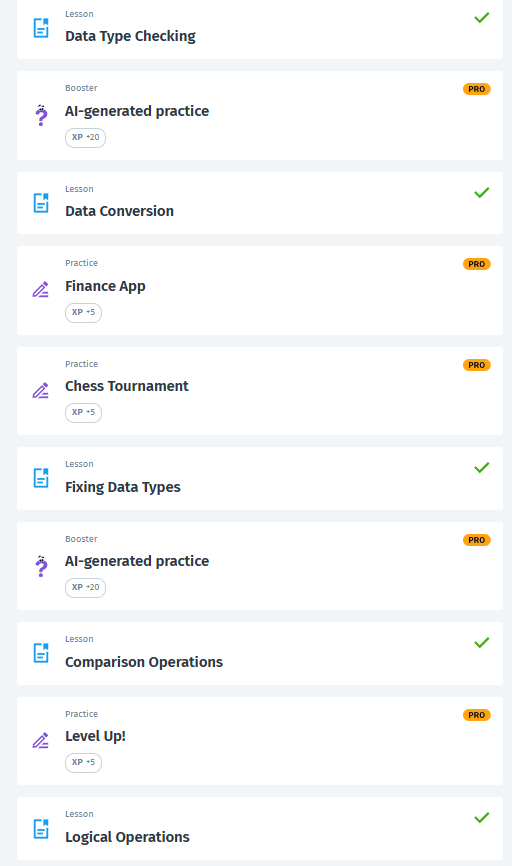 Lesson
Data Type Checking
Booster
PRO
AI-generated practice
XP +20
Lesson
Data Conversion
Practice
PRO
Finance App
XP +5
Practice
PRO
Chess Tournament
XP +5
Lesson
Fixing Data Types
Booster
PRO
AI-generated practice
XP +20
Lesson
Comparison Operations
Practice
PRO
Level Up!
XP +5
Lesson
Logical Operations